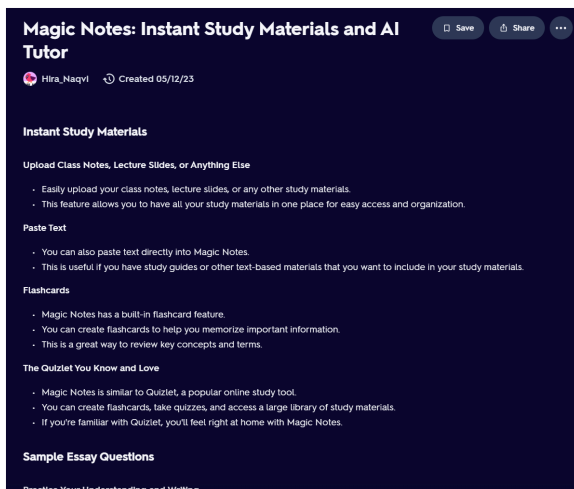 Magic Notes: Instant Study Materials and AI
Tutor
Save
Share
Hira_Naqvi
Created 05/12/23
Instant Study Materials
Upload Class Notes, Lecture Slides, or Anything Else
• Easily upload your class notes, lecture slides, or any other study materials.
• This feature allows you to have all your study materials in one place for easy access and organization.
Paste Text
• You can also paste text directly into Magic Notes.
• This is useful if you have study guides or other text-based materials that you want to include in your study materials.
Flashcards
• Magic Notes has a built-in flashcard feature.
• You can create flashcards to help you memorize important information.
• This is a great way to review key concepts and terms.
The Quizlet You Know and Love
• Magic Notes is similar to Quizlet, a popular online study tool.
• You can create flashcards, take quizzes, and access a large library of study materials.
• If you're familiar with Quizlet, you'll feel right at home with Magic Notes.
Sample Essay Questions
Practice Your Understanding and Writing